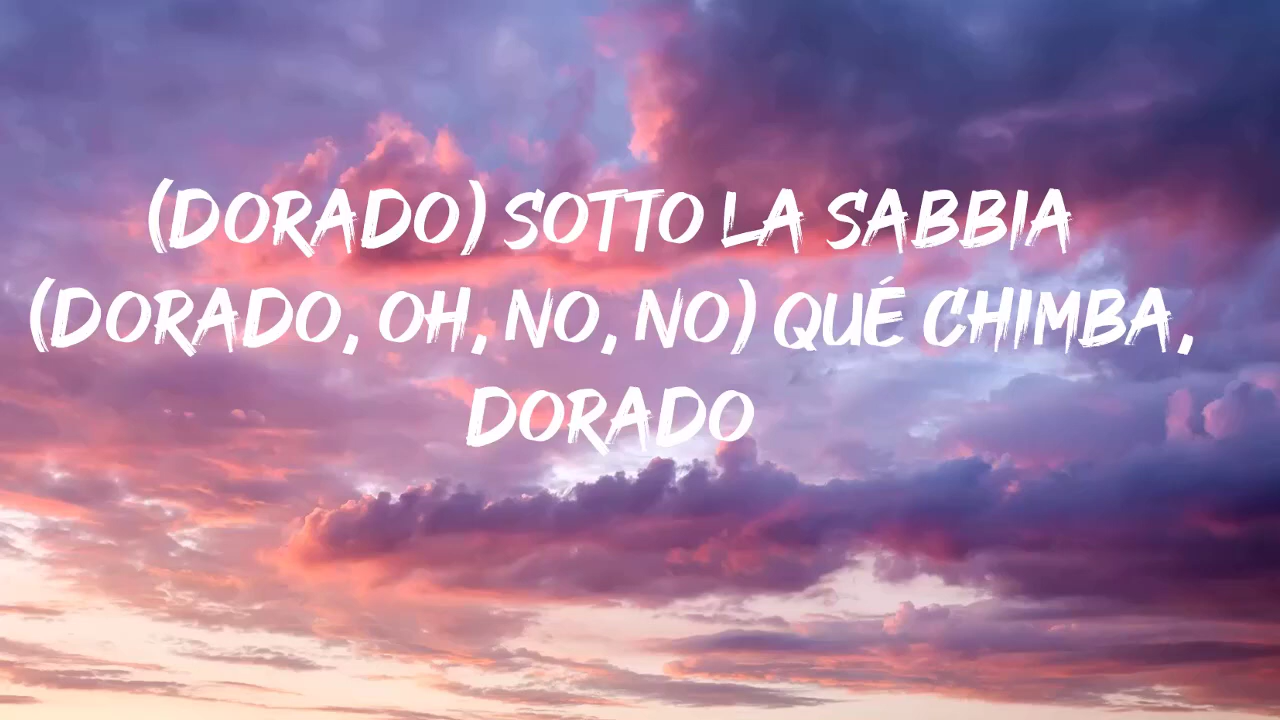 (DORADO) SOTTO LA SABBIA
(DORADO, OH, NO, NO) QUÉ CHIMBA,
DORADO